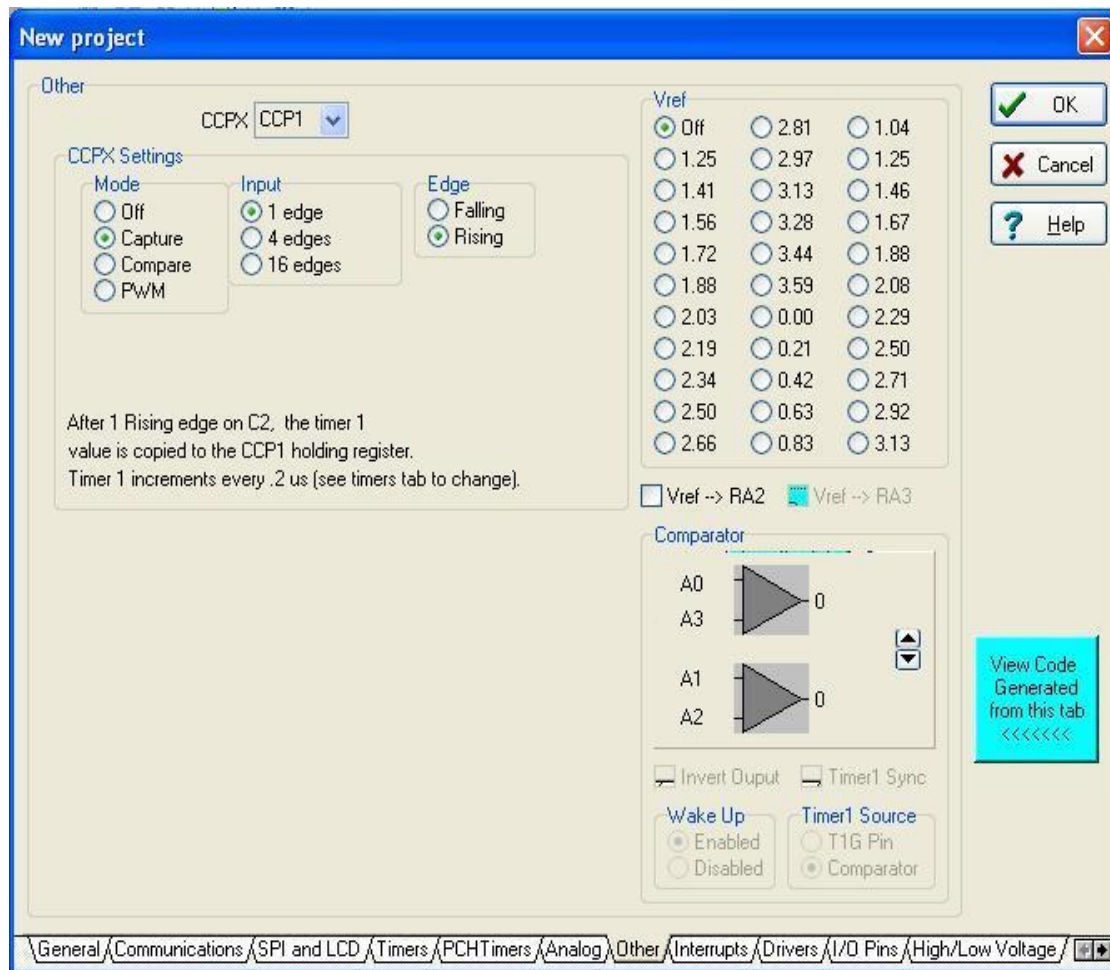 New project
Other
CCPX CCP1
CCPX Settings
Mode
Off
Capture
Compare
PWM
Input
1 edge
4 edges
16 edges
Edge
Falling
Rising
After 1 Rising edge on C2, the timer 1
value is copied to the CCP1 holding register.
Timer 1 increments every .2 us (see timers tab to change).
Vref
Off 2.81 1.04
1.25 2.97 1.25
1.41 3.13 1.46
1.56 3.28 1.67
1.72 3.44 1.88
1.88 3.59 2.08
2.03 0.00 2.29
2.19 0.21 2.50
2.34 0.42 2.71
2.50 0.63 2.92
2.66 0.83 3.13
Vref --> RA2 Vref --> RA3
Comparator
A0
A3
0
A1
A2
0
Invert Ouput Timer1 Sync
Wake Up
Enabled
Disabled
Timer1 Source
T1G Pin
Comparator
OK
Cancel
Help
View Code
Generated
from this tab
<<<<<<<
General Communications SPI and LCD Timers PCHTimers Analog Other Interrupts Drivers I/O Pins High/Low Voltage